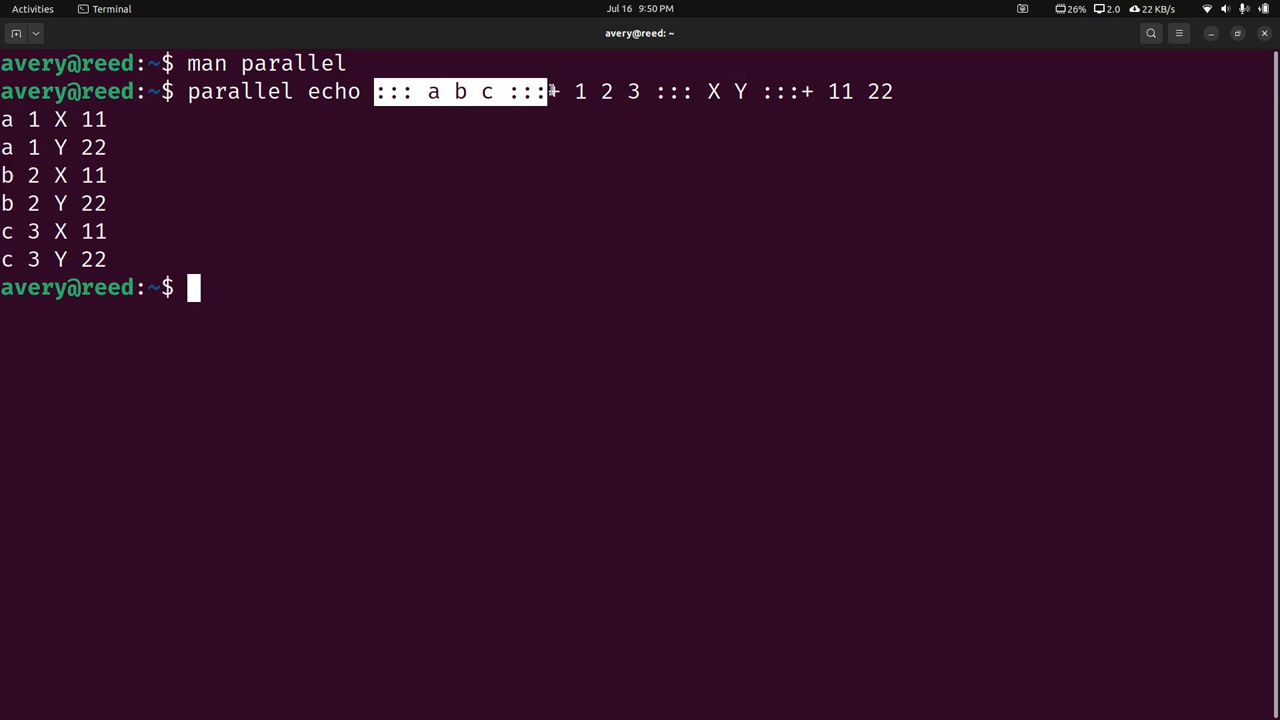 Activities Terminal Jul 16 9:50 PM 26% 2.0 22 KB/s
avery@reed: ~
avery@reed:~$ man parallel
avery@reed:~$ parallel echo ::: a b c :::+ 1 2 3 ::: X Y :::+ 11 22
a 1 X 11
a 1 Y 22
b 2 X 11
b 2 Y 22
c 3 X 11
c 3 Y 22
avery@reed:~$